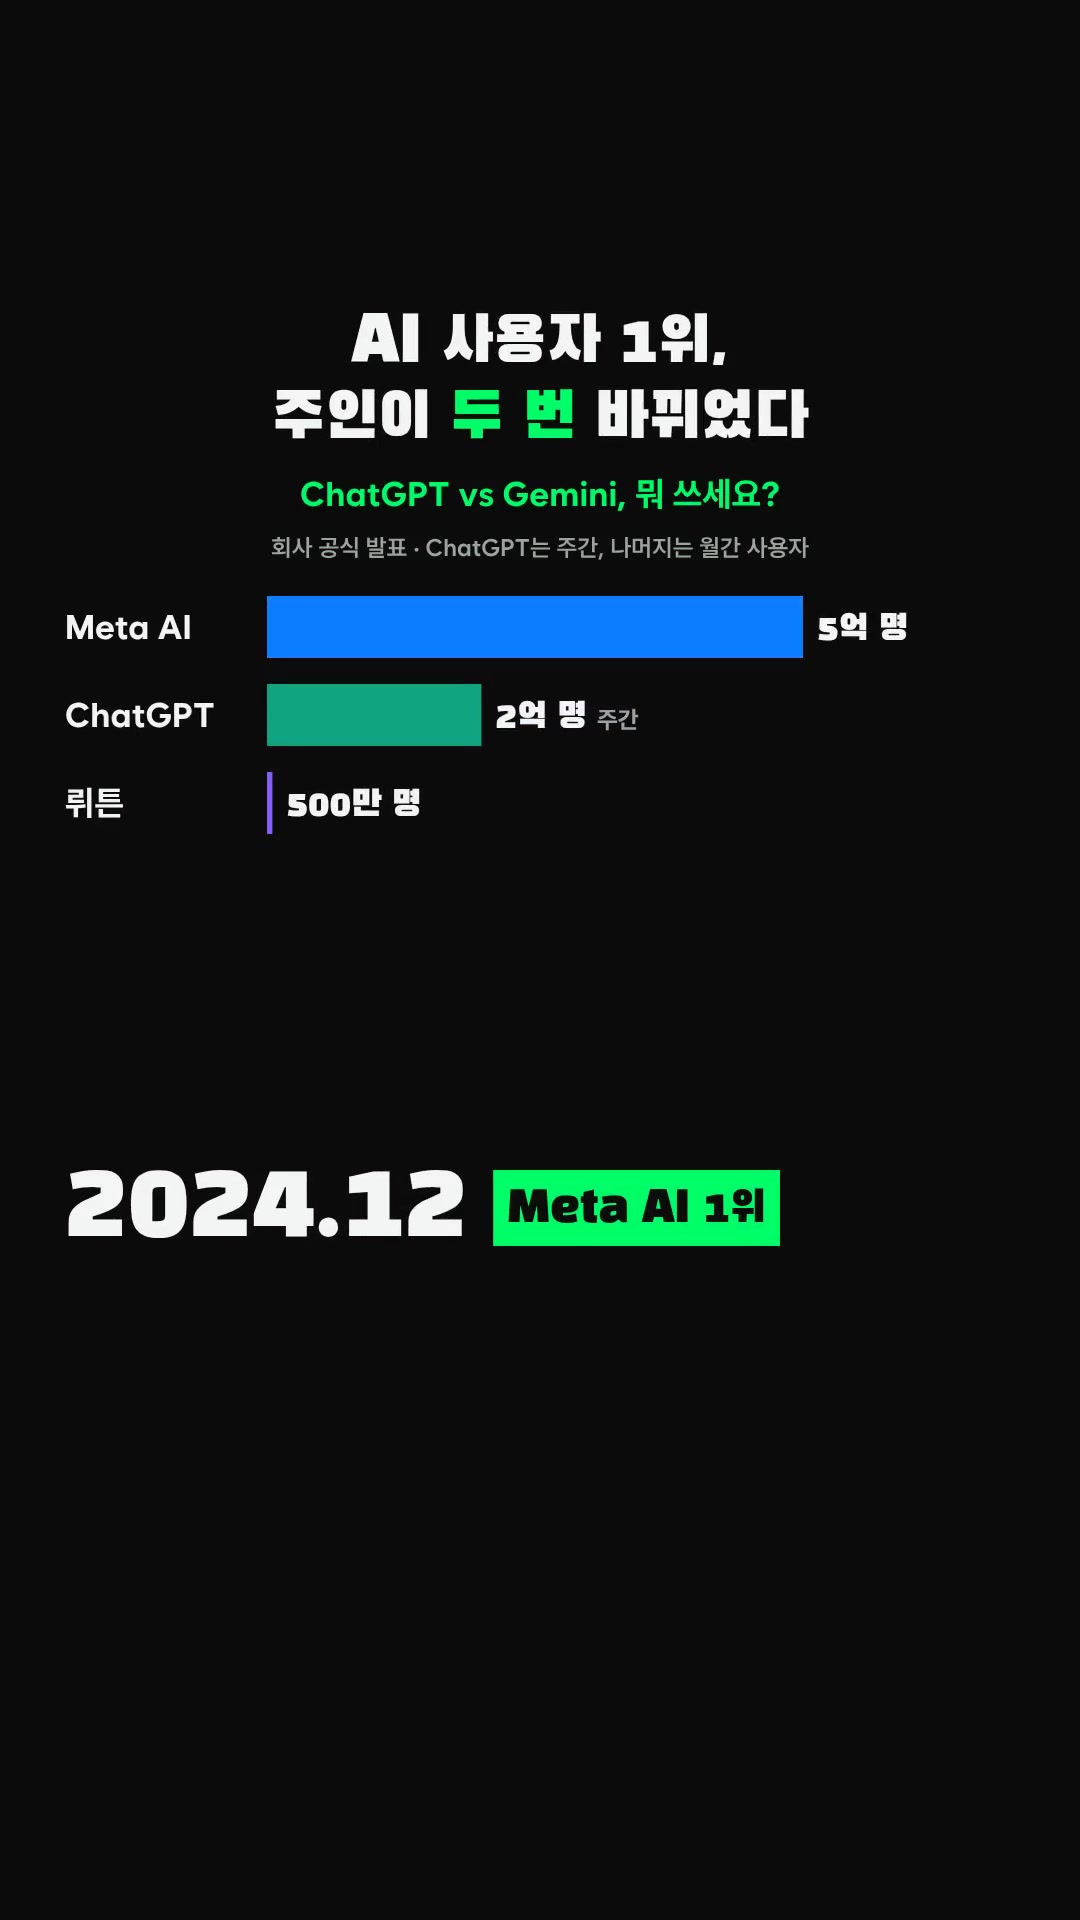 AI 사용자 1위,
주인이 두 번 바뀌었다
ChatGPT vs Gemini, 뭐 쓰세요?
회사 공식 발표 · ChatGPT는 주간, 나머지는 월간 사용자
Meta AI 5억 명
ChatGPT 2억 명 주간
뤼튼 500만 명
2024.12 Meta AI 1위